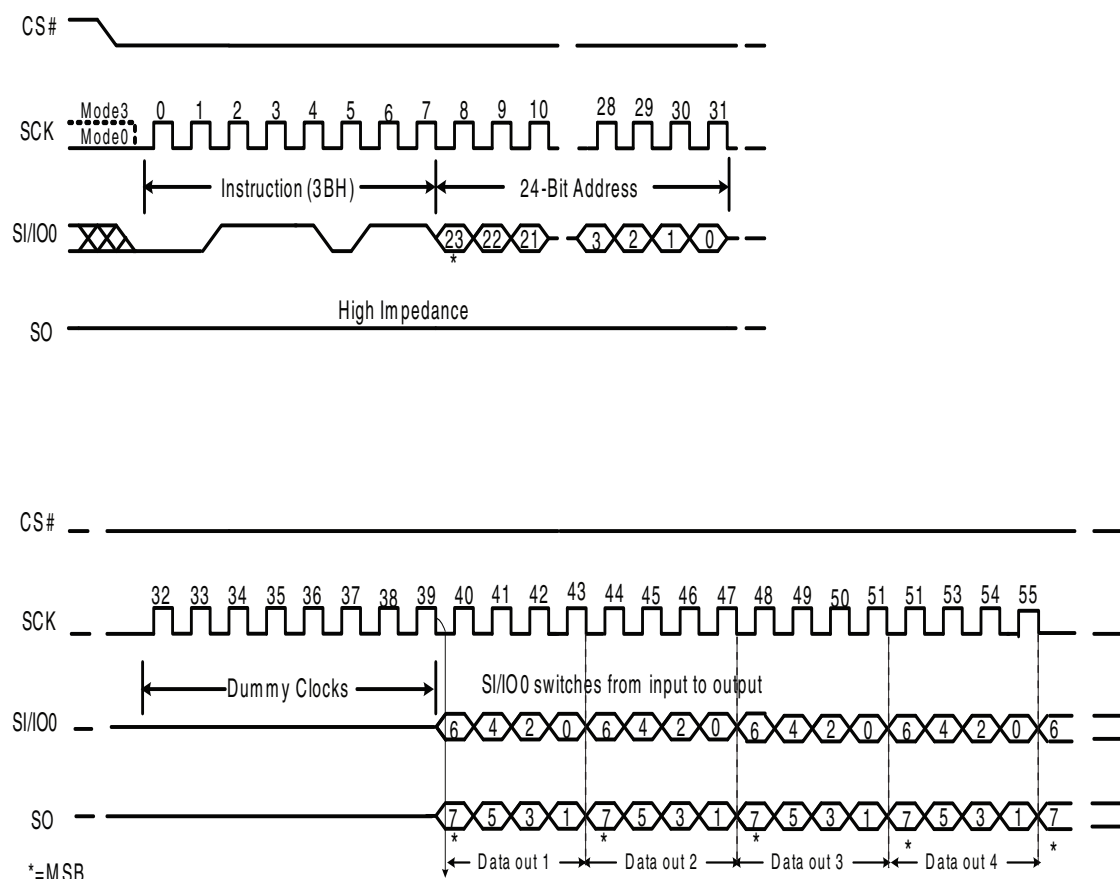 CS#
Mode3 0 1 2 3 4 5 6 7 8 9 10 28 29 30 31
SCK
Mode0
Instruction (3BH) 24-Bit Address
SI/IO0 23 22 21 3 2 1 0
*
High Impedance
SO
CS#
32 33 34 35 36 37 38 39 40 41 42 43 44 45 46 47 48 49 50 51 51 53 54 55
SCK
Dummy Clocks SI/IO0 switches from input to output
SI/IO0 6 4 2 0 6 4 2 0 6 4 2 0 6 4 2 0 6
SO 7 5 3 1 7 5 3 1 7 5 3 1 7 5 3 1 7
* * * * *
Data out 1 Data out 2 Data out 3 Data out 4
*=MSB